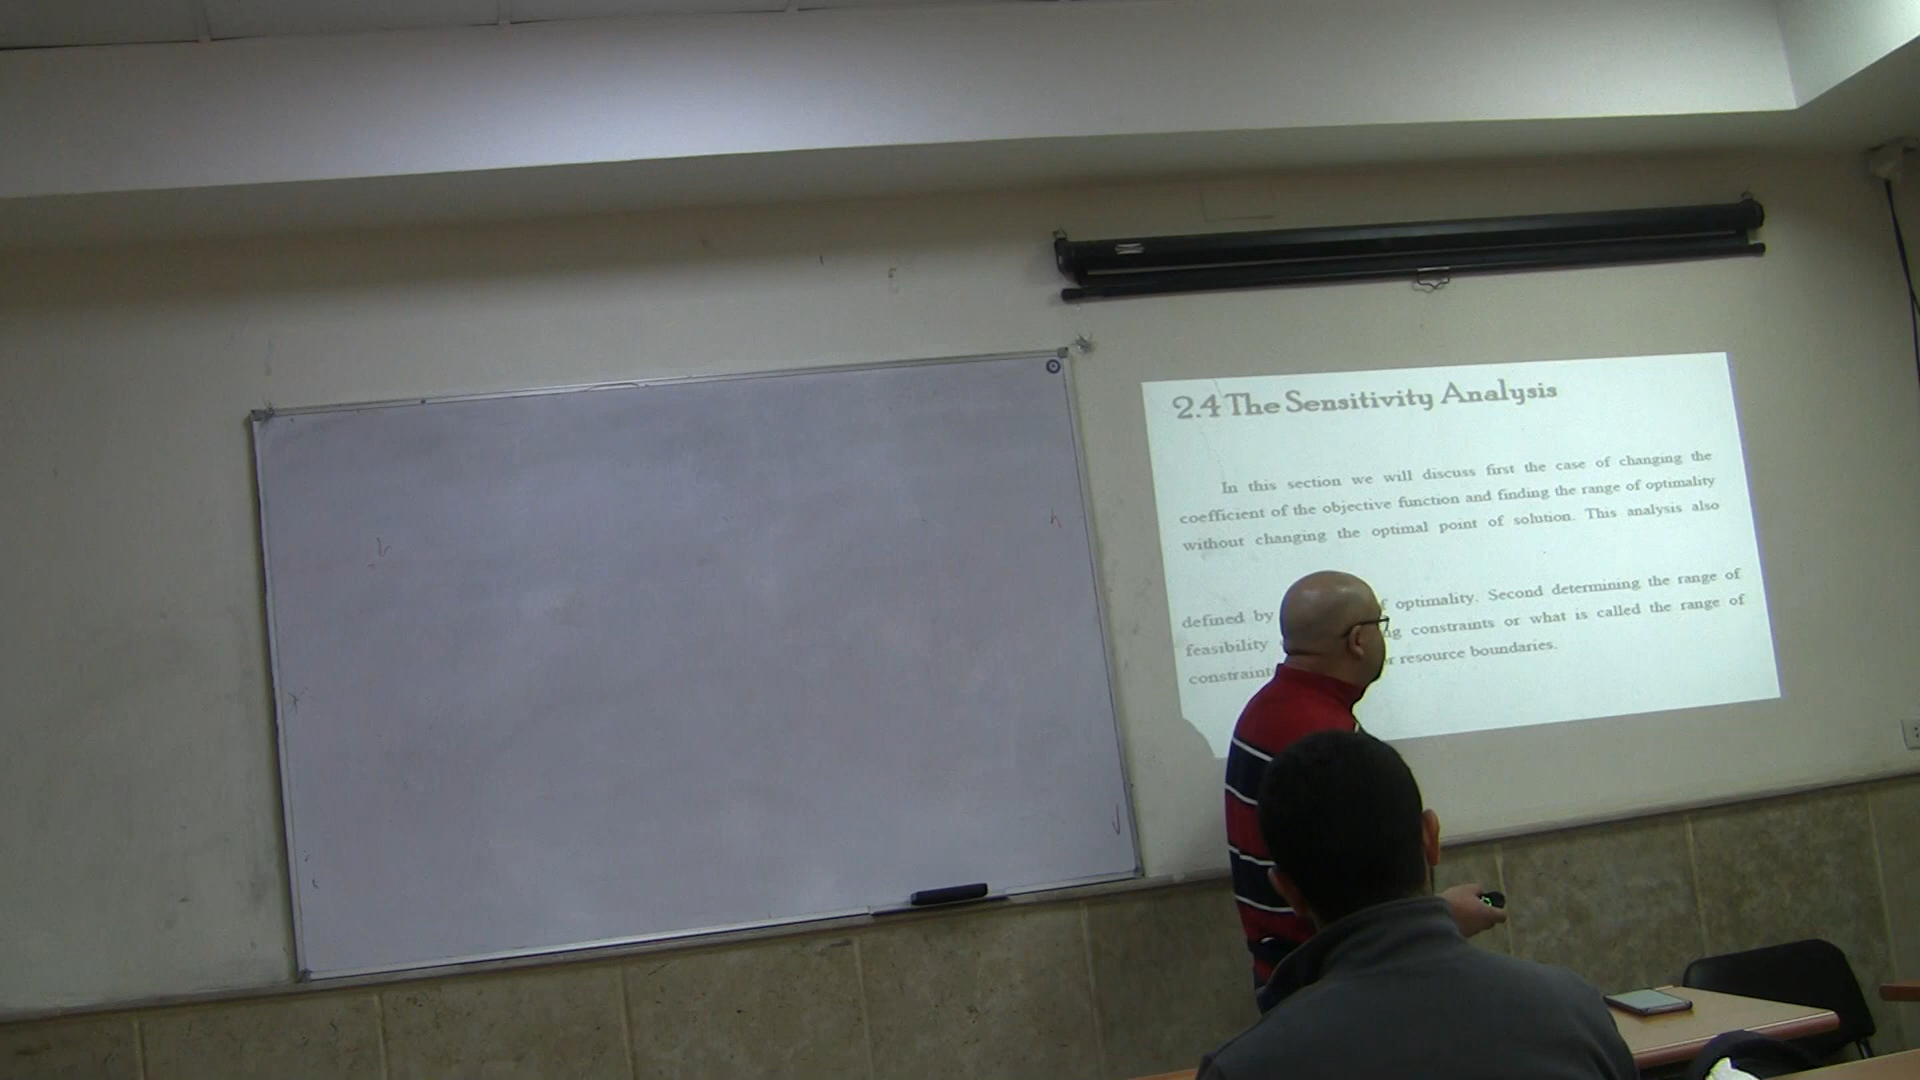 2.4 The Sensitivity Analysis
In this section we will discuss first the case of changing the
coefficient of the objective function and finding the range of optimality
without changing the optimal point of solution. This analysis also
defined by optimality. Second determining the range of
feasibility constraints or what is called the range of
resource boundaries.